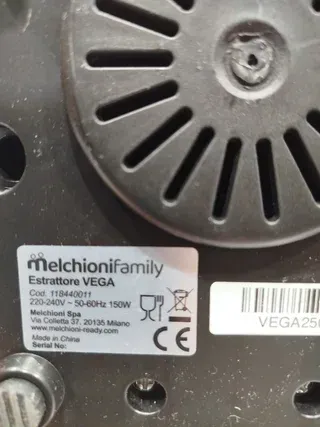 melchionifamily
Estrattore VEGA
Cod. 118440011
220-240V ~ 50-60Hz 150W
Melchioni Spa
Via Colletta 37, 20135 Milano
www.melchioni-ready.com
Made in China
Serial No:
CE
VEGA250